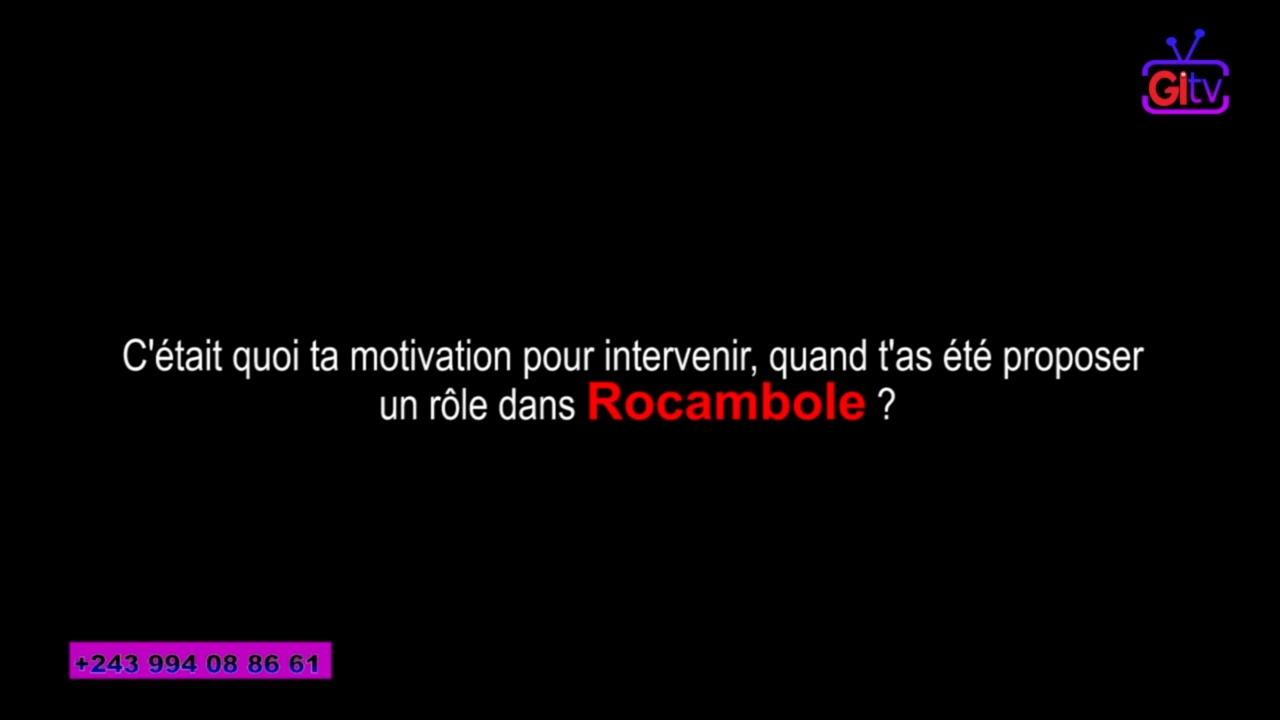 Gitv
C'était quoi ta motivation pour intervenir, quand t'as été proposer
un rôle dans Rocambole ?
+243 994 08 86 61